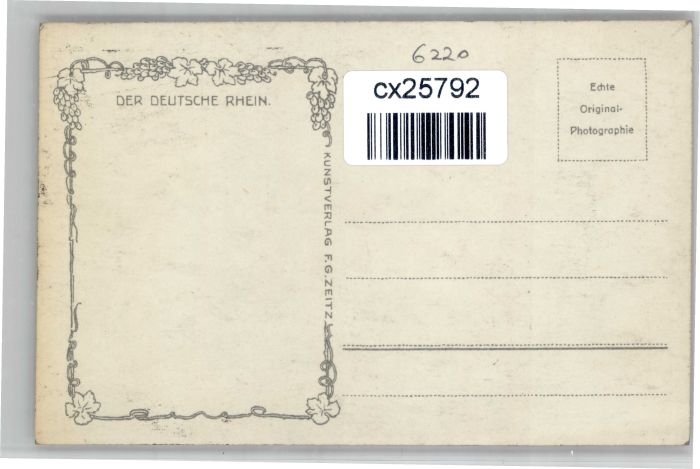 6220
cx25792
DER DEUTSCHE RHEIN.
KUNSTVERLAG F.G. ZEITZ
Echte
Original-
Photographie